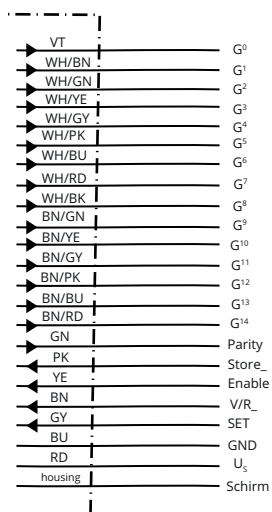 VT G⁰
WH/BN G¹
WH/GN G²
WH/YE G³
WH/GY G⁴
WH/PK G⁵
WH/BU G⁶
WH/RD G⁷
WH/BK G⁸
BN/GN G⁹
BN/YE G¹⁰
BN/GY G¹¹
BN/PK G¹²
BN/BU G¹³
BN/RD G¹⁴
GN Parity
PK Store_
YE Enable
BN V/R_
GY SET
BU GND
RD Uₛ
housing Schirm